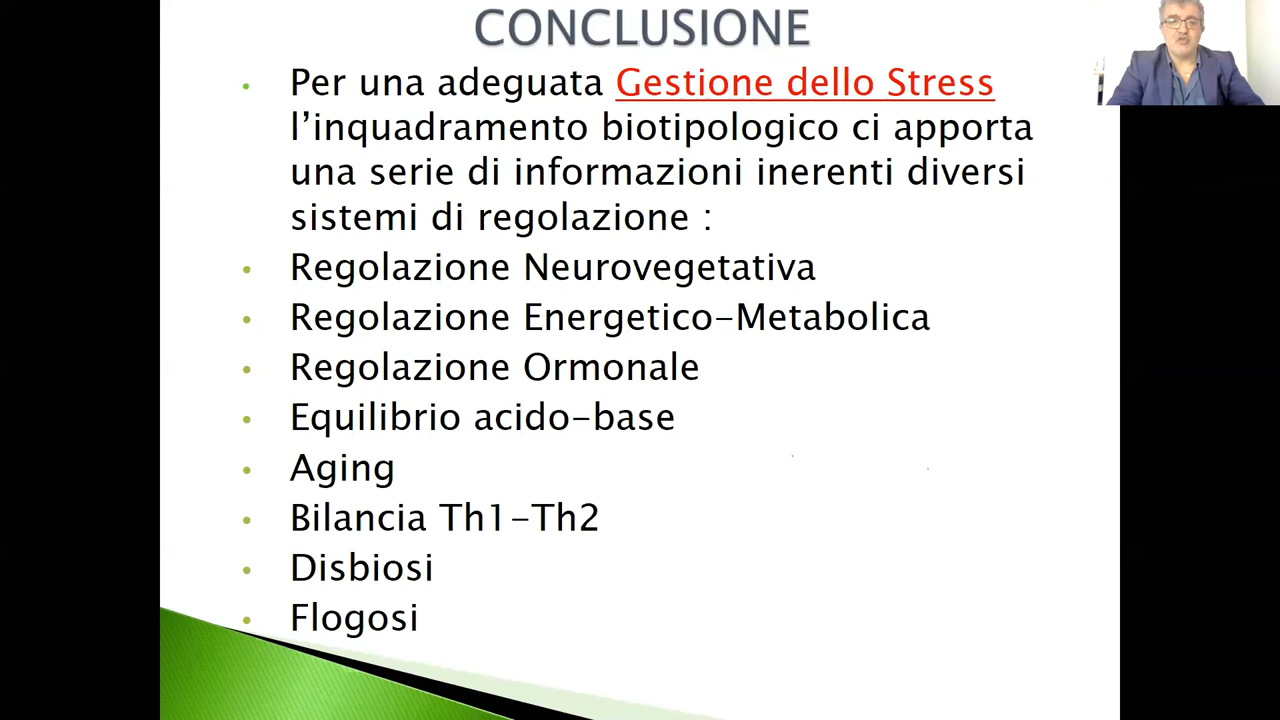 CONCLUSIONE
Per una adeguata Gestione dello Stress
l'inquadramento biotipologico ci apporta
una serie di informazioni inerenti diversi
sistemi di regolazione :
Regolazione Neurovegetativa
Regolazione Energetico-Metabolica
Regolazione Ormonale
Equilibrio acido-base
Aging
Bilancia Th1-Th2
Disbiosi
Flogosi